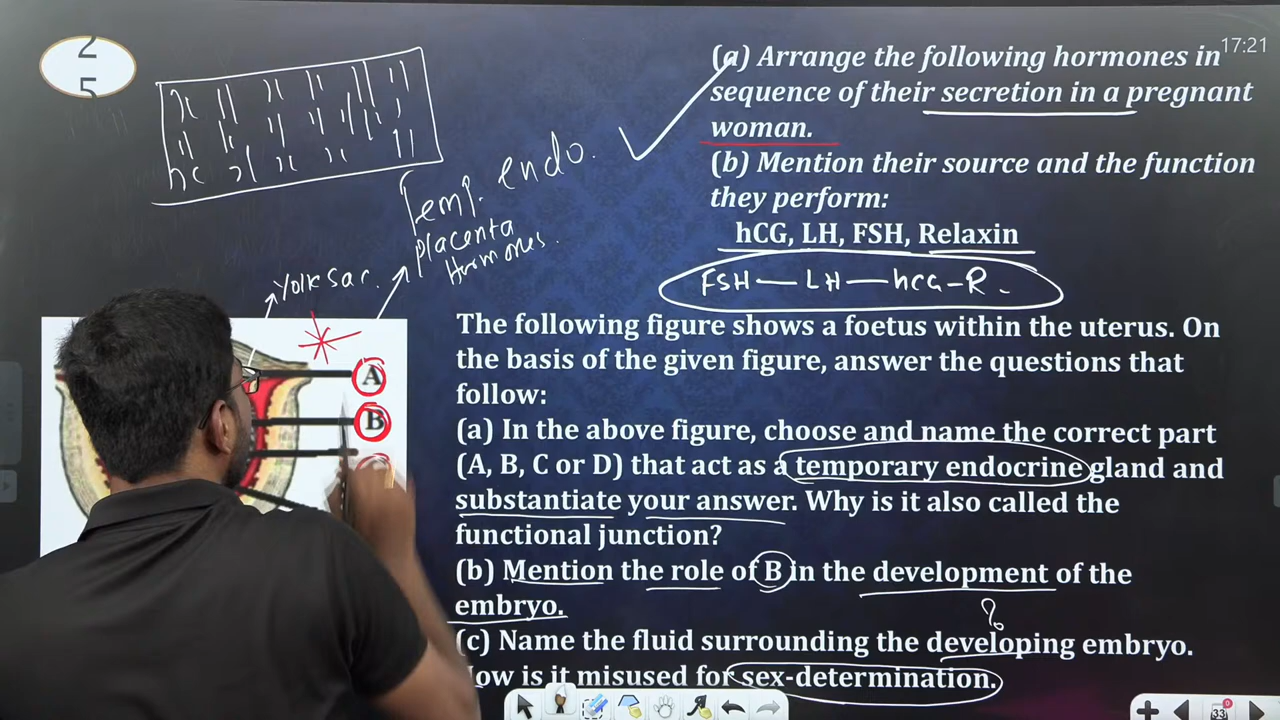 2
5
17:21
(a) Arrange the following hormones in
sequence of their secretion in a pregnant
woman.
(b) Mention their source and the function
they perform:
hCG, LH, FSH, Relaxin
FSH — LH — hCG – R.
Temp. endo.
Placenta
Hormones.
Yolk Sac.
A
B
The following figure shows a foetus within the uterus. On
the basis of the given figure, answer the questions that
follow:
(a) In the above figure, choose and name the correct part
(A, B, C or D) that act as a temporary endocrine gland and
substantiate your answer. Why is it also called the
functional junction?
(b) Mention the role of B in the development of the
embryo.
?
(c) Name the fluid surrounding the developing embryo.
How is it misused for sex-determination.
33